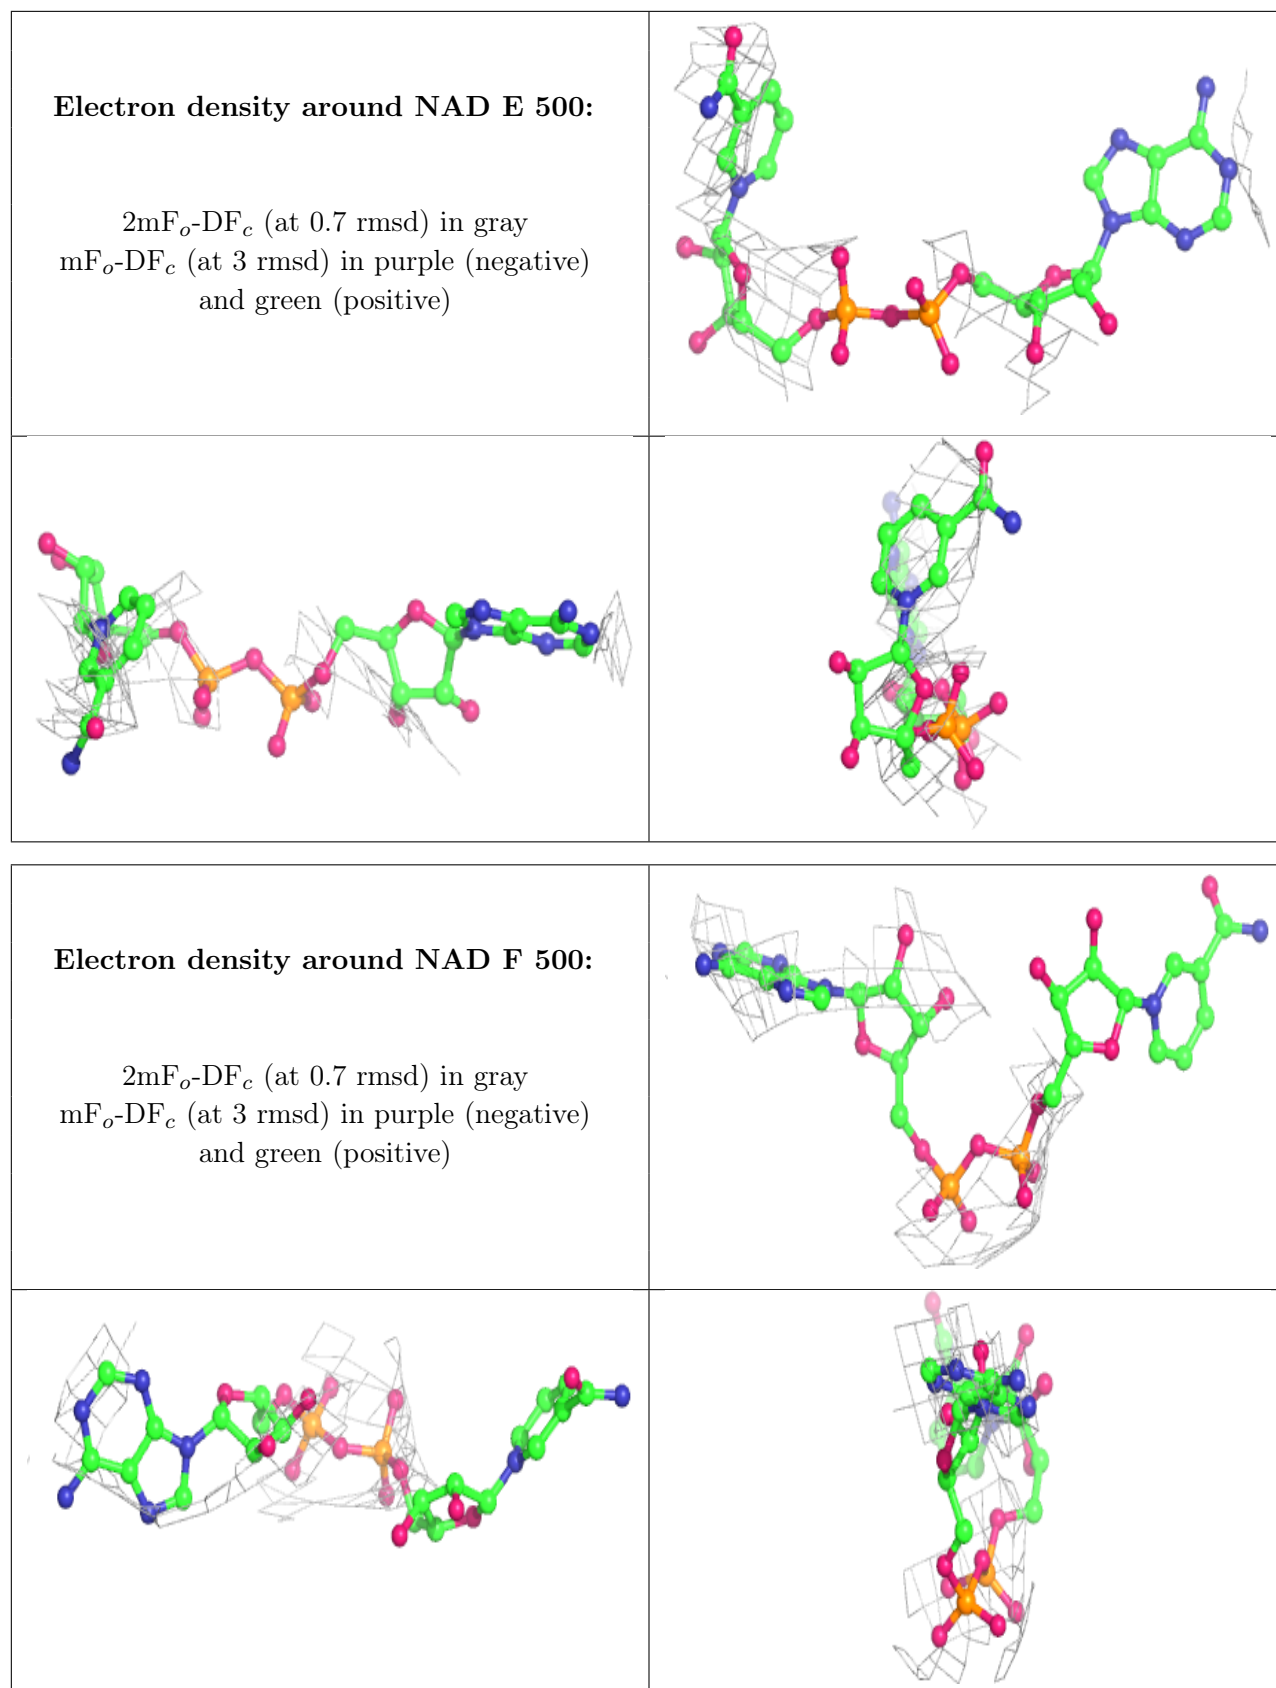 Electron density around NAD E 500:
2mFo-DFc (at 0.7 rmsd) in gray
mFo-DFc (at 3 rmsd) in purple (negative)
and green (positive)
Electron density around NAD F 500:
2mFo-DFc (at 0.7 rmsd) in gray
mFo-DFc (at 3 rmsd) in purple (negative)
and green (positive)